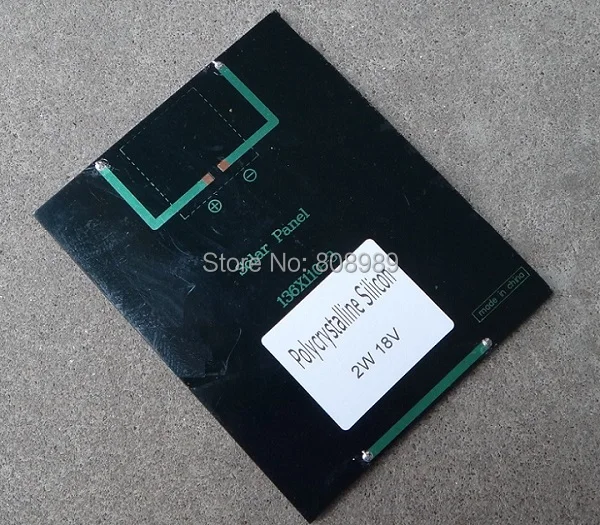 Solar Panel
Store No: 808989
Polycrystalline Silicon
2W 18V
made in china